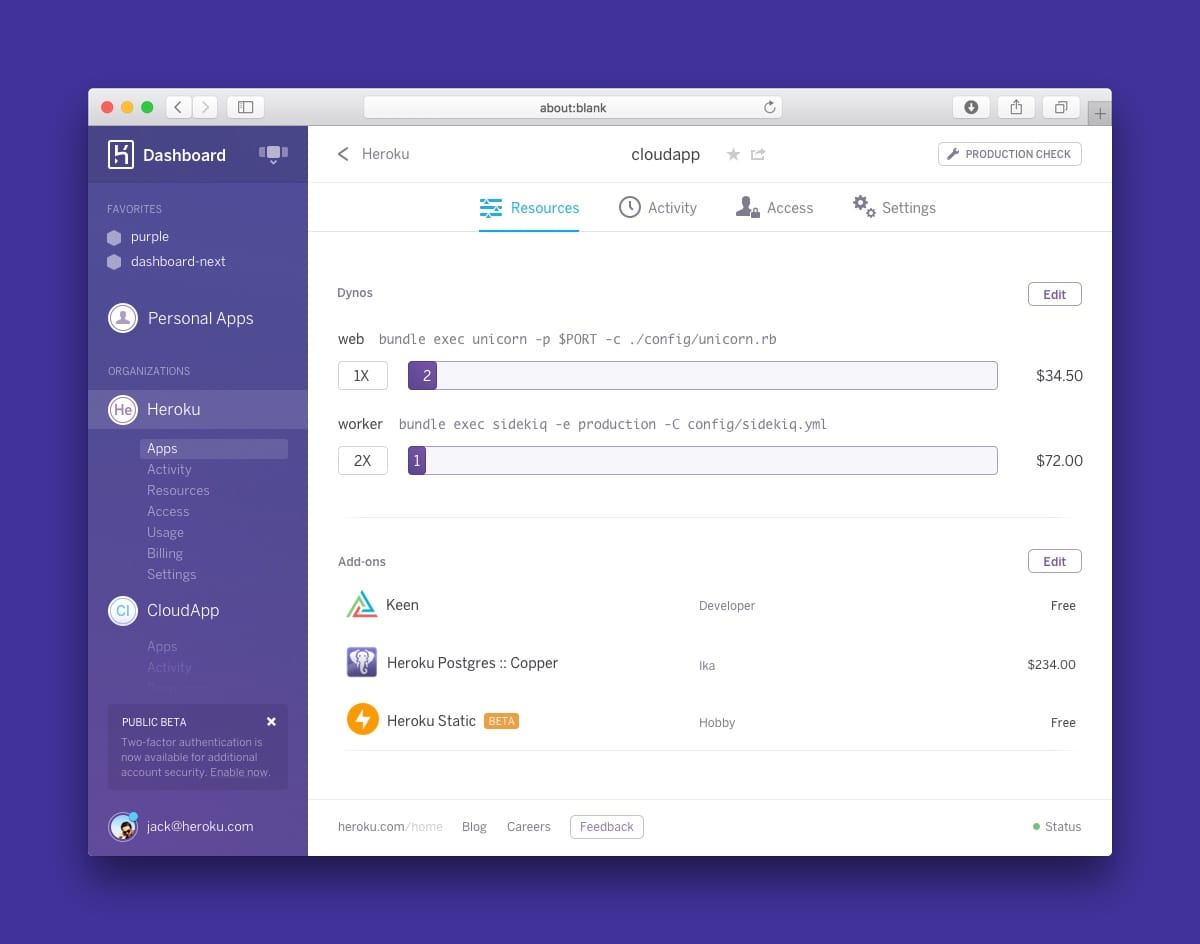 about:blank
Dashboard
FAVORITES
purple
dashboard-next
Personal Apps
ORGANIZATIONS
He Heroku
Apps
Activity
Resources
Access
Usage
Billing
Settings
CI CloudApp
Apps
Activity
PUBLIC BETA
Two-factor authentication is
now available for additional
account security. Enable now.
jack@heroku.com
Heroku
cloudapp
PRODUCTION CHECK
Resources Activity Access Settings
Dynos Edit
web bundle exec unicorn -p $PORT -c ./config/unicorn.rb
1X 2 $34.50
worker bundle exec sidekiq -e production -C config/sidekiq.yml
2X 1 $72.00
Add-ons Edit
Keen Developer Free
Heroku Postgres :: Copper Ika $234.00
Heroku Static BETA Hobby Free
heroku.com/home Blog Careers Feedback Status